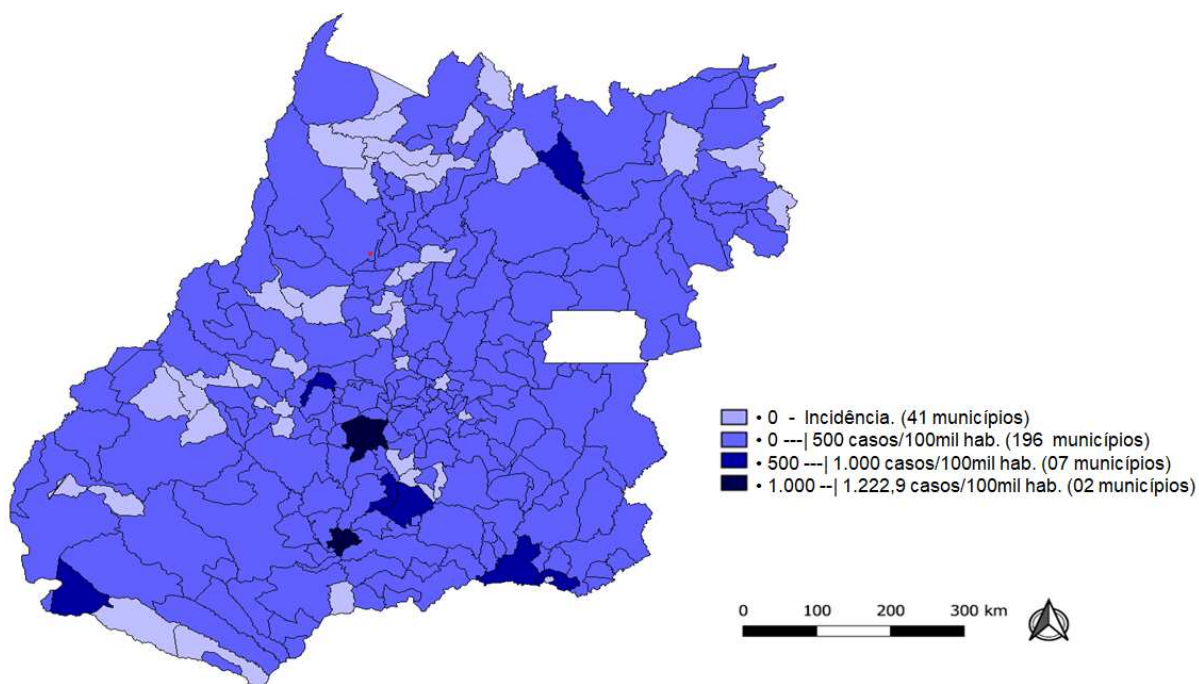 • 0 - Incidência. (41 municípios)
• 0 ---| 500 casos/100mil hab. (196 municípios)
• 500 ---| 1.000 casos/100mil hab. (07 municípios)
• 1.000 --| 1.222,9 casos/100mil hab. (02 municípios)
0 100 200 300 km